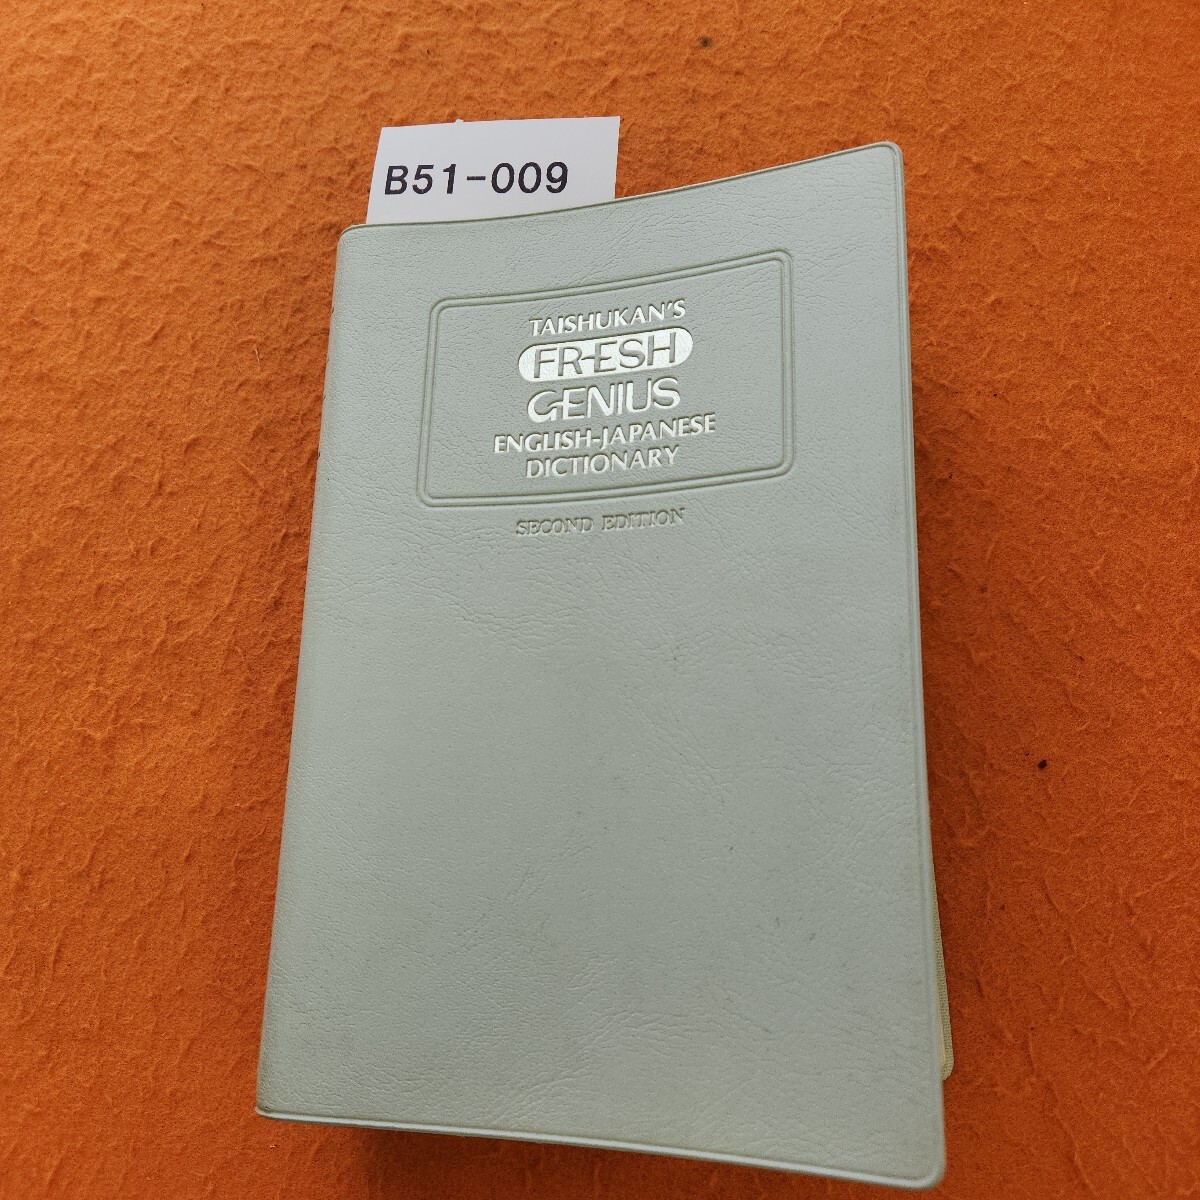 B51-009
TAISHUKAN'S
FRESH
GENIUS
ENGLISH-JAPANESE
DICTIONARY
SECOND EDITION